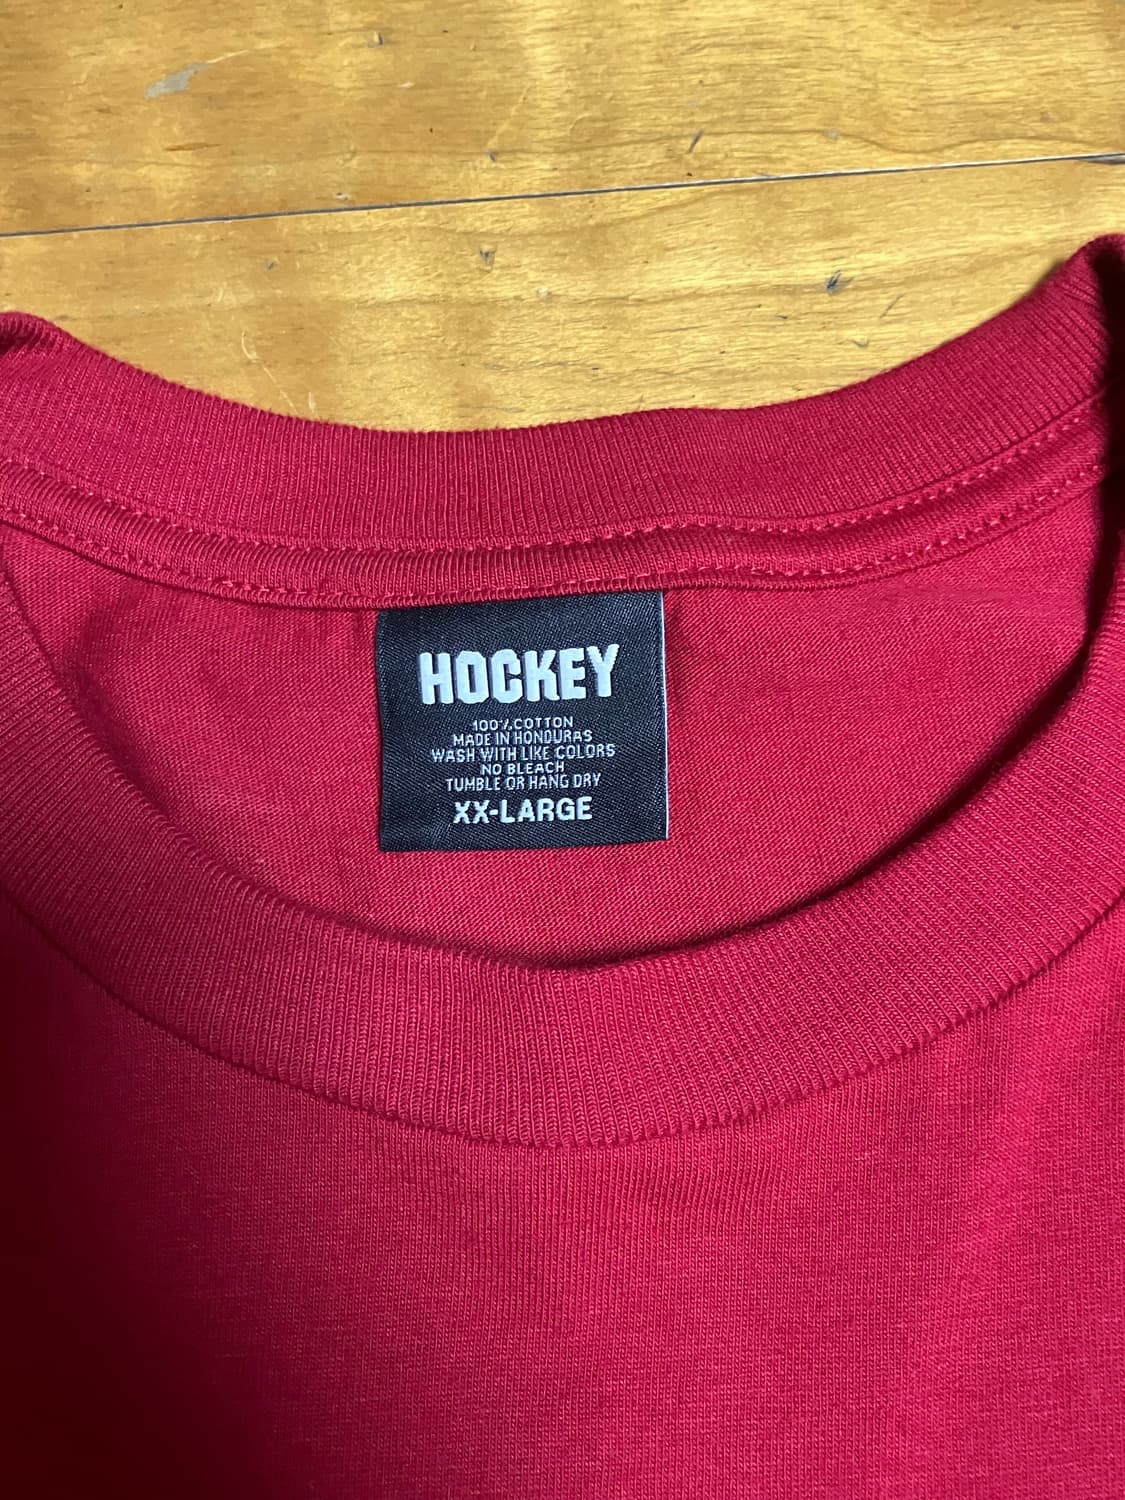 HOCKEY
100% COTTON
MADE IN HONDURAS
WASH WITH LIKE COLORS
NO BLEACH
TUMBLE OR HANG DRY
XX-LARGE